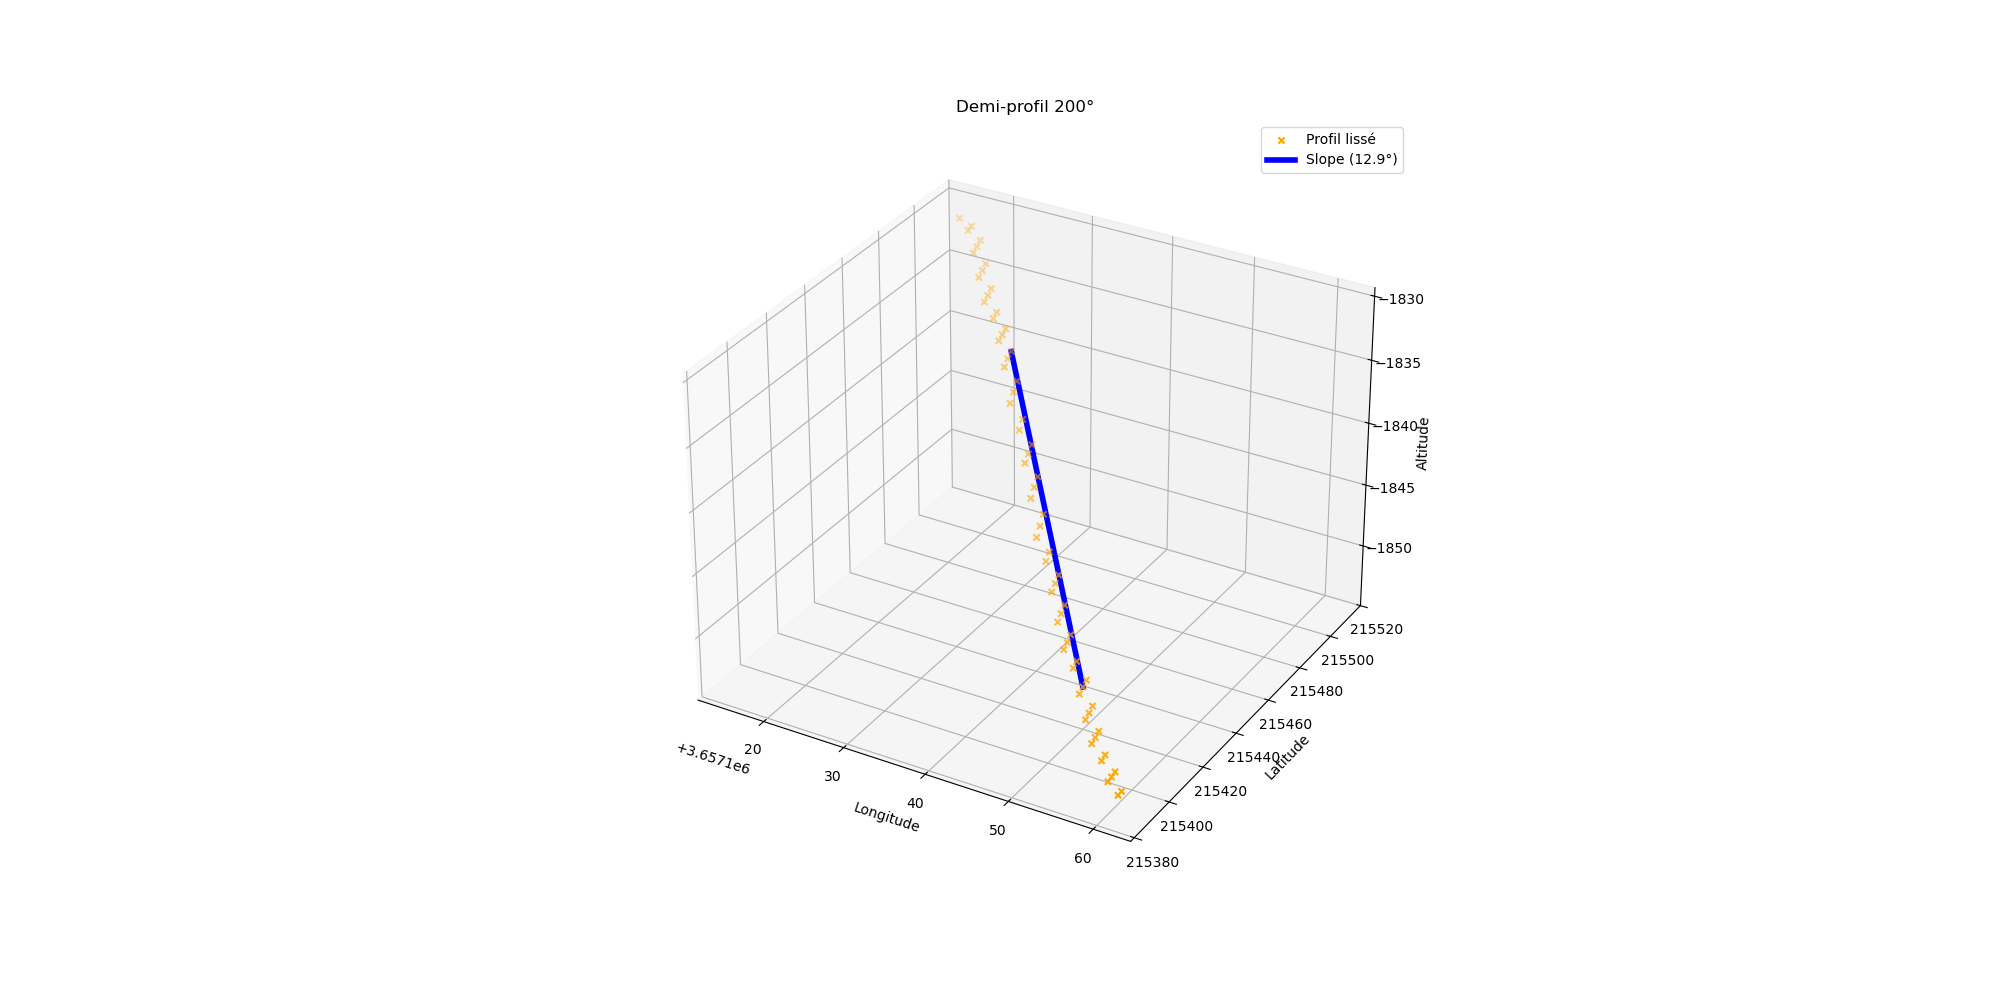 Demi-profil 200°
Profil lissé
Slope (12.9°)
−1830
−1835
−1840
−1845
−1850
Altitude
215520
215500
215480
215460
215440
215420
215400
215380
Latitude
20
30
40
50
60
+3.6571e6
Longitude